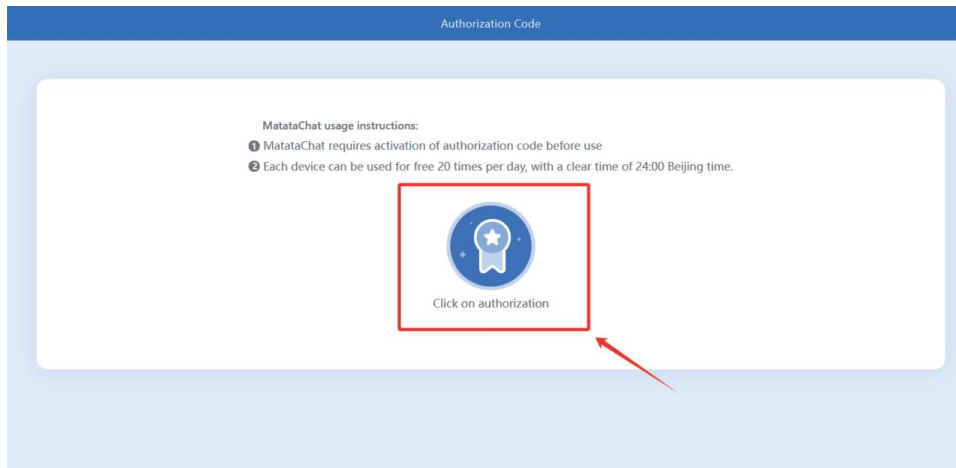 Authorization Code
MatataChat usage instructions:
❶ MatataChat requires activation of authorization code before use
❷ Each device can be used for free 20 times per day, with a clear time of 24:00 Beijing time.
Click on authorization